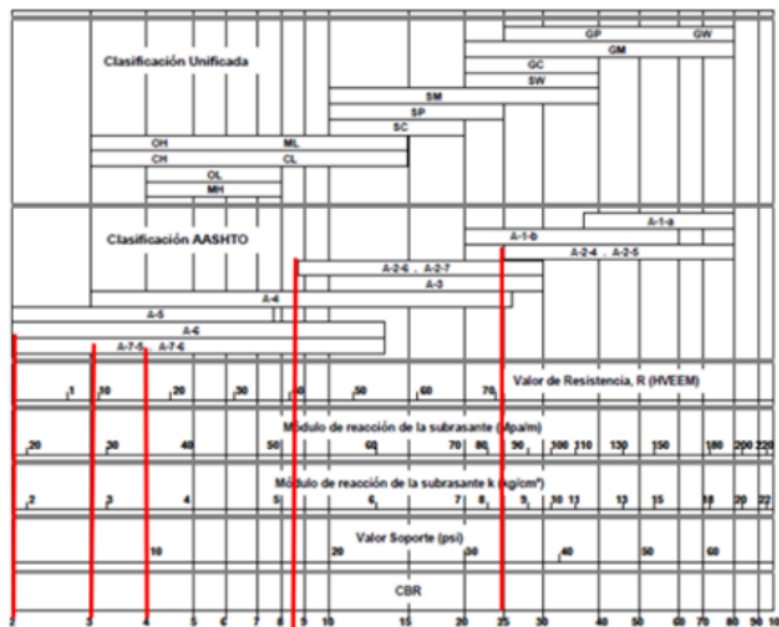 GP GW
GM
Clasificación Unificada
GC
SW
SM
SP
SC
OH ML
CH CL
OL
MH
A-1-a
Clasificación AASHTO
A-1-b
A-2-4 , A-2-5
A-2-6 , A-2-7
A-3
A-4
A-5
A-6
A-7-5 , A-7-6
Valor de Resistencia, R (HVEEM)
10 20 30 40 50 60 70
Módulo de reacción de la subrasante (Mpa/m)
20 30 40 50 60 70 80 90 100 110 130 150 180 200 220
Módulo de reacción de la subrasante k (kg/cm³)
2 3 4 5 6 7 8 9 10 11 13 15 18 20 22
Valor Soporte (psi)
10 20 30 40 50 60
CBR
2 3 4 5 6 7 8 9 10 15 20 25 30 40 50 60 70 80 90